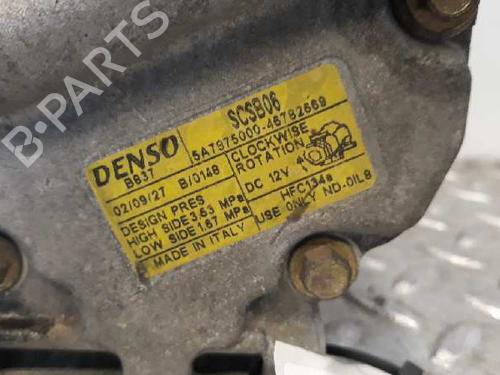 B-PARTS
DENSO
SCSB06
B937
5A7975000-46782669
02/09/27 B/0148
CLOCKWISE
ROTATION
DESIGN PRES
HIGH SIDE 3.53 MPa
LOW SIDE 1.67 MPa
DC 12V
HFC134a
MADE IN ITALY
USE ONLY ND-OIL8